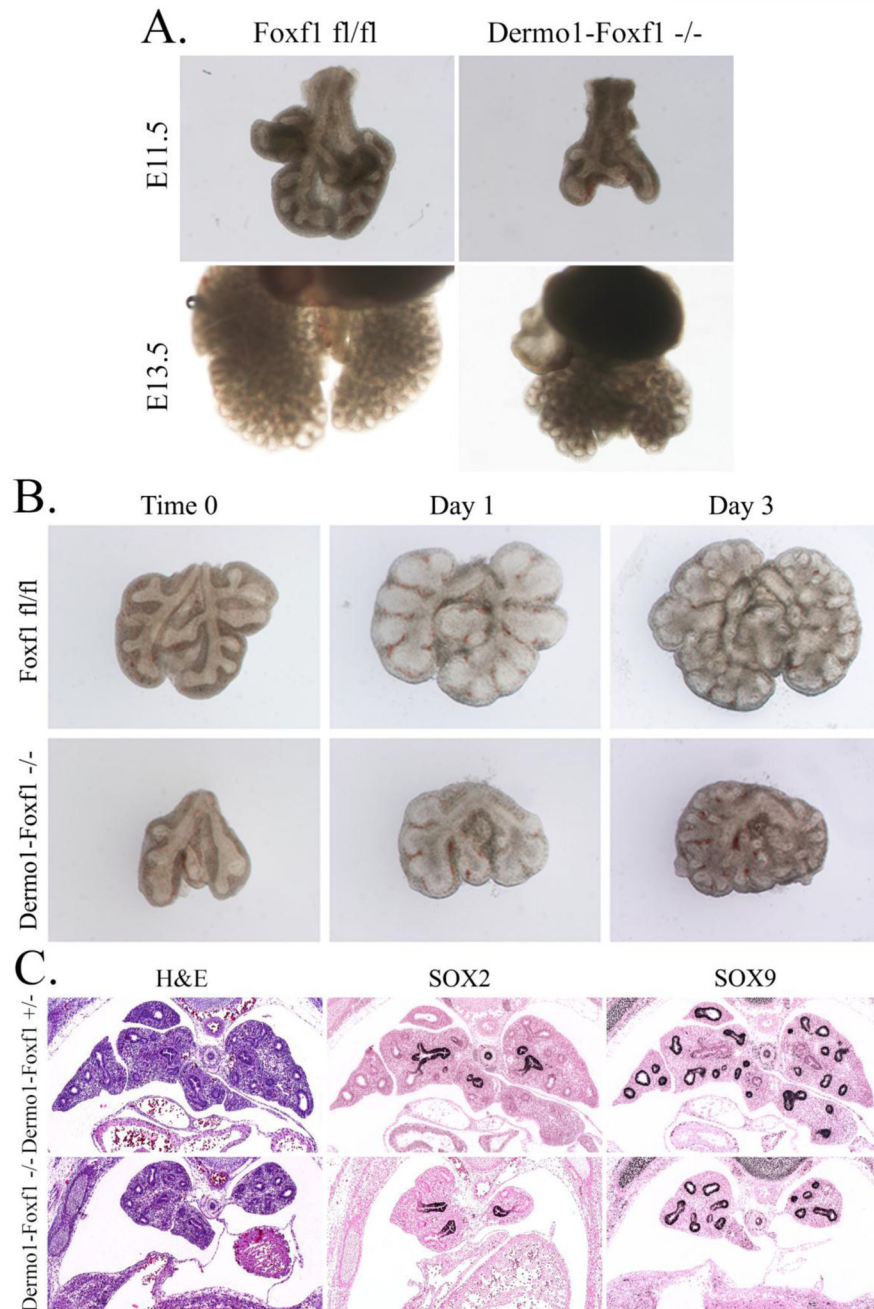 A.
Foxf1 fl/fl
Dermo1-Foxf1 -/-
E11.5
E13.5
B.
Time 0
Day 1
Day 3
Foxf1 fl/fl
Dermo1-Foxf1 -/-
C.
H&E
SOX2
SOX9
Dermo1-Foxf1 +/-
Dermo1-Foxf1 -/-